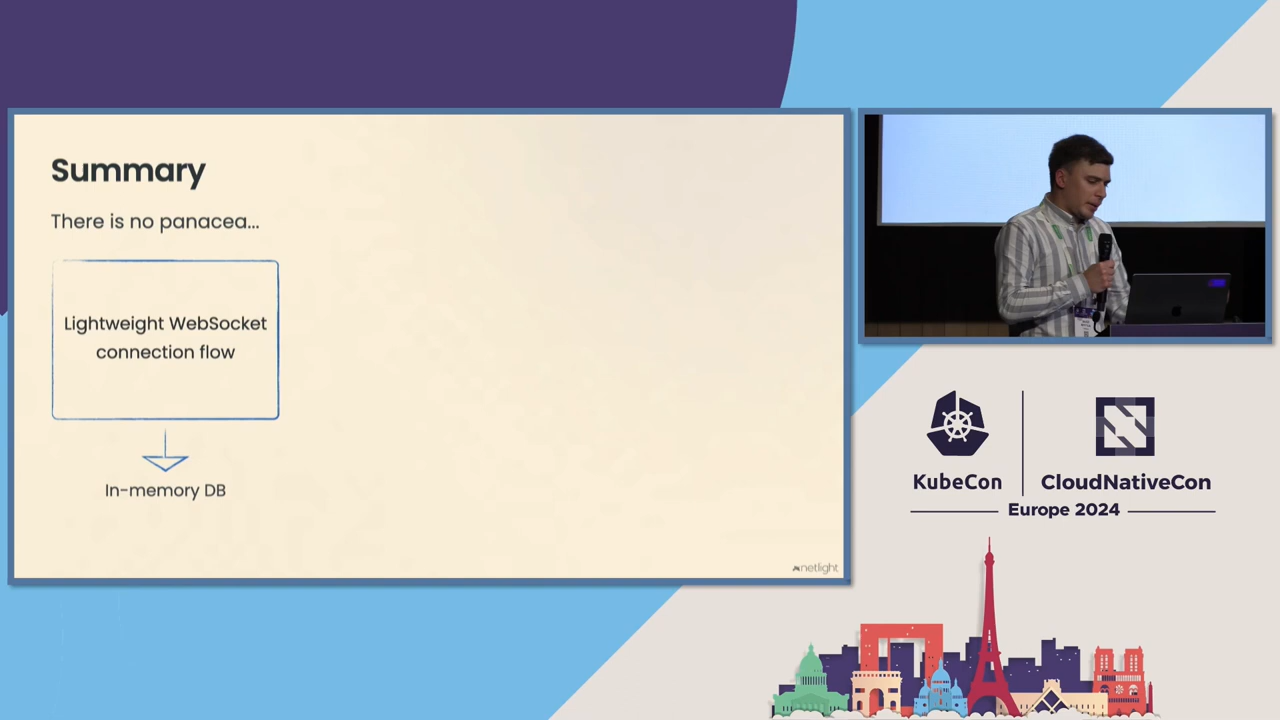 Summary
There is no panacea...
Lightweight WebSocket
connection flow
In-memory DB
netlight
KubeCon
CloudNativeCon
Europe 2024